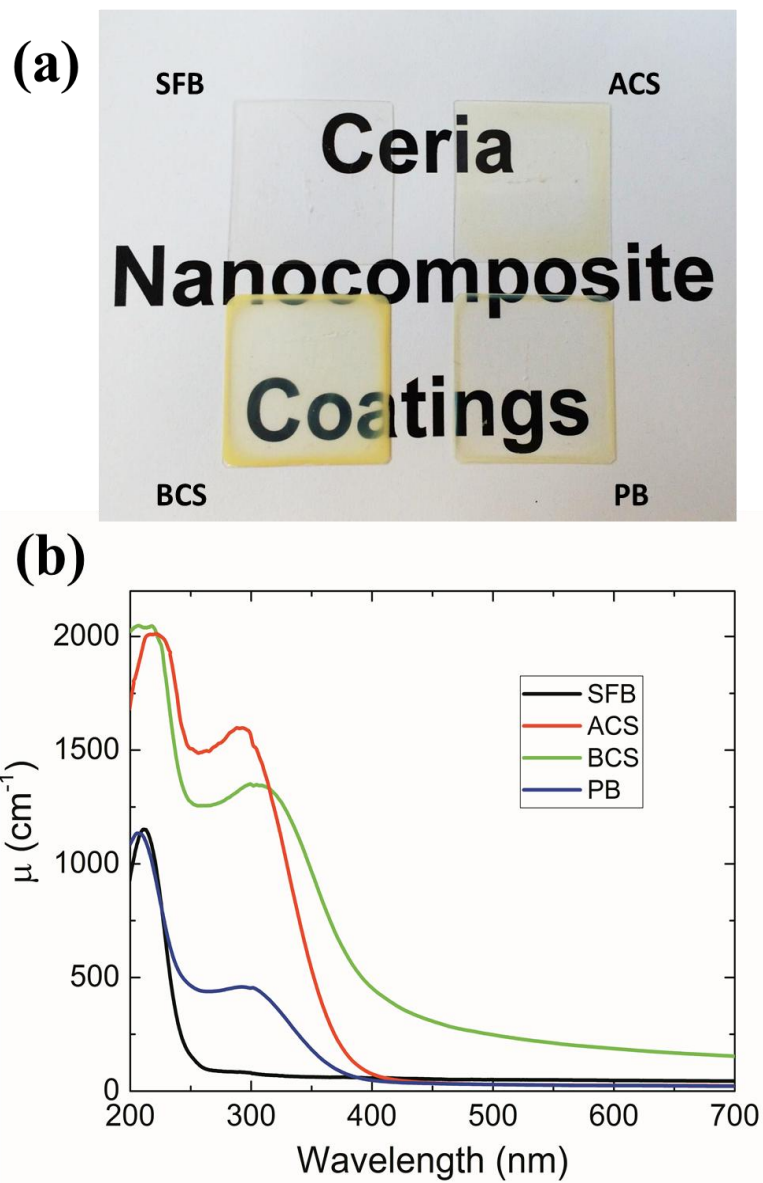 (a)
SFB ACS
Ceria
Nanocomposite
Coatings
BCS PB
(b)
2000
1500
1000
500
0
μ (cm⁻¹)
SFB
ACS
BCS
PB
200 300 400 500 600 700
Wavelength (nm)